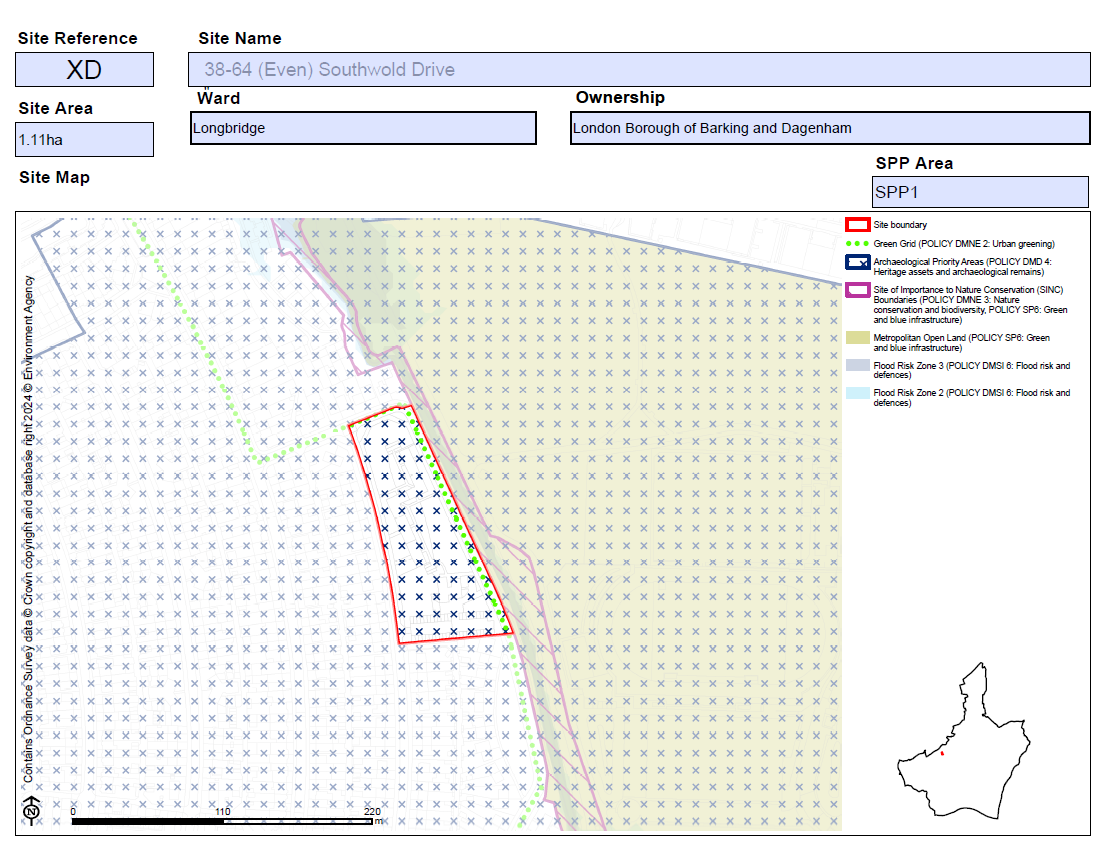 Site Reference
Site Name
XD
38-64 (Even) Southwold Drive
Site Area
Ward
Ownership
1.11ha
Longbridge
London Borough of Barking and Dagenham
Site Map
SPP Area
SPP1
Site boundary
Green Grid (POLICY DMNE 2: Urban greening)
Archaeological Priority Areas (POLICY DMD 4:
Heritage assets and archaeological remains)
Site of Importance to Nature Conservation (SINC)
Boundaries (POLICY DMNE 3: Nature
conservation and biodiversity, POLICY SP6: Green
and blue infrastructure)
Metropolitan Open Land (POLICY SP6: Green
and blue infrastructure)
Flood Risk Zone 3 (POLICY DMSI 6: Flood risk and
defences)
Flood Risk Zone 2 (POLICY DMSI 6: Flood risk and
defences)
Contains Ordnance Survey data © Crown copyright and database right 2024 © Environment Agency
N
0 110 220
m